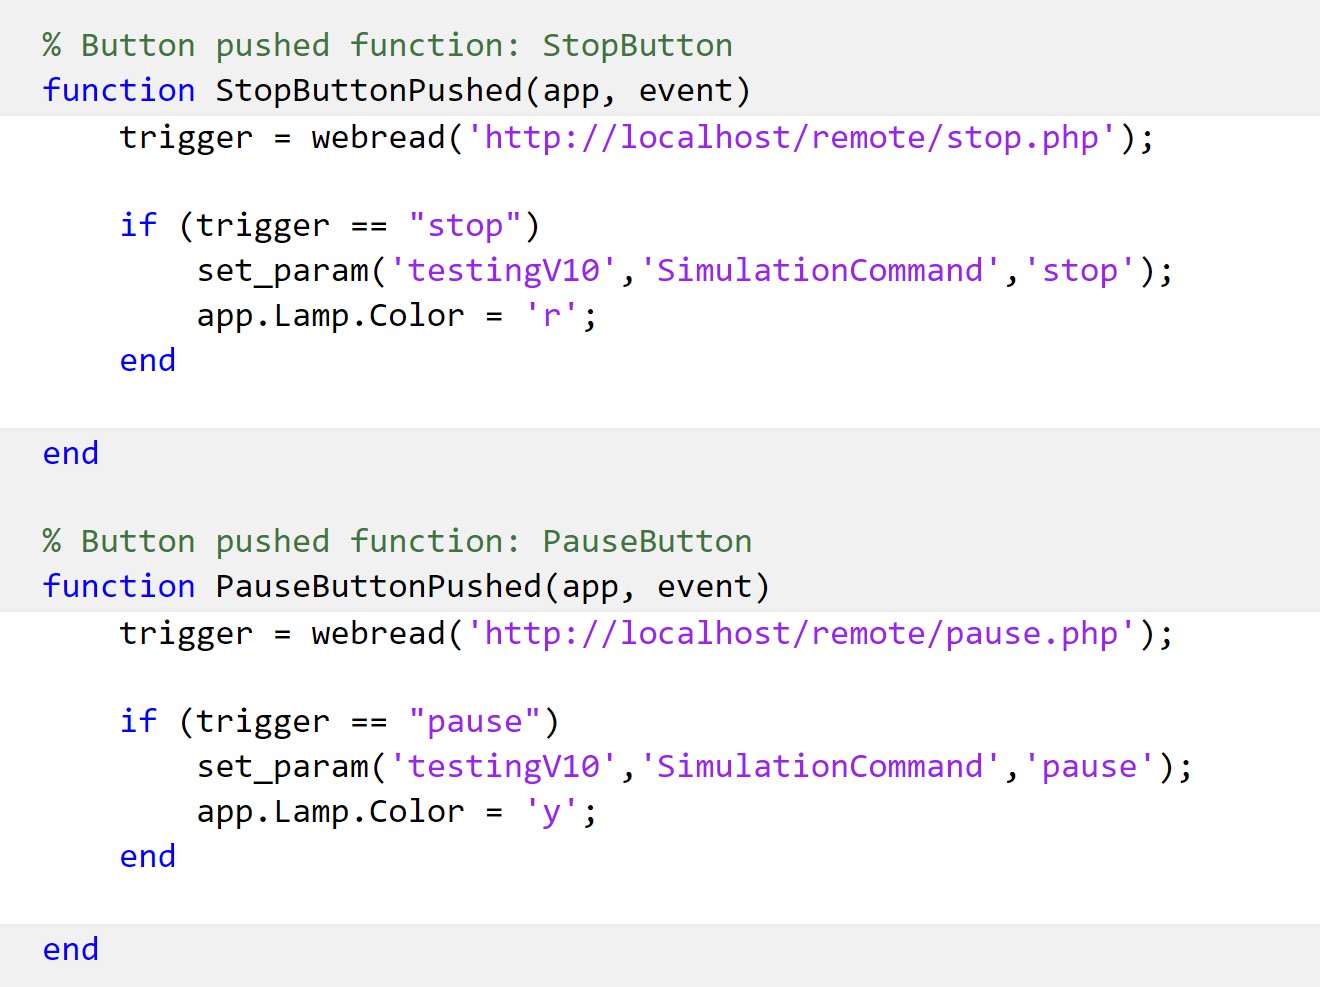 % Button pushed function: StopButton
function StopButtonPushed(app, event)
trigger = webread('http://localhost/remote/stop.php');
if (trigger == "stop")
set_param('testingV10','SimulationCommand','stop');
app.Lamp.Color = 'r';
end
end
% Button pushed function: PauseButton
function PauseButtonPushed(app, event)
trigger = webread('http://localhost/remote/pause.php');
if (trigger == "pause")
set_param('testingV10','SimulationCommand','pause');
app.Lamp.Color = 'y';
end
end